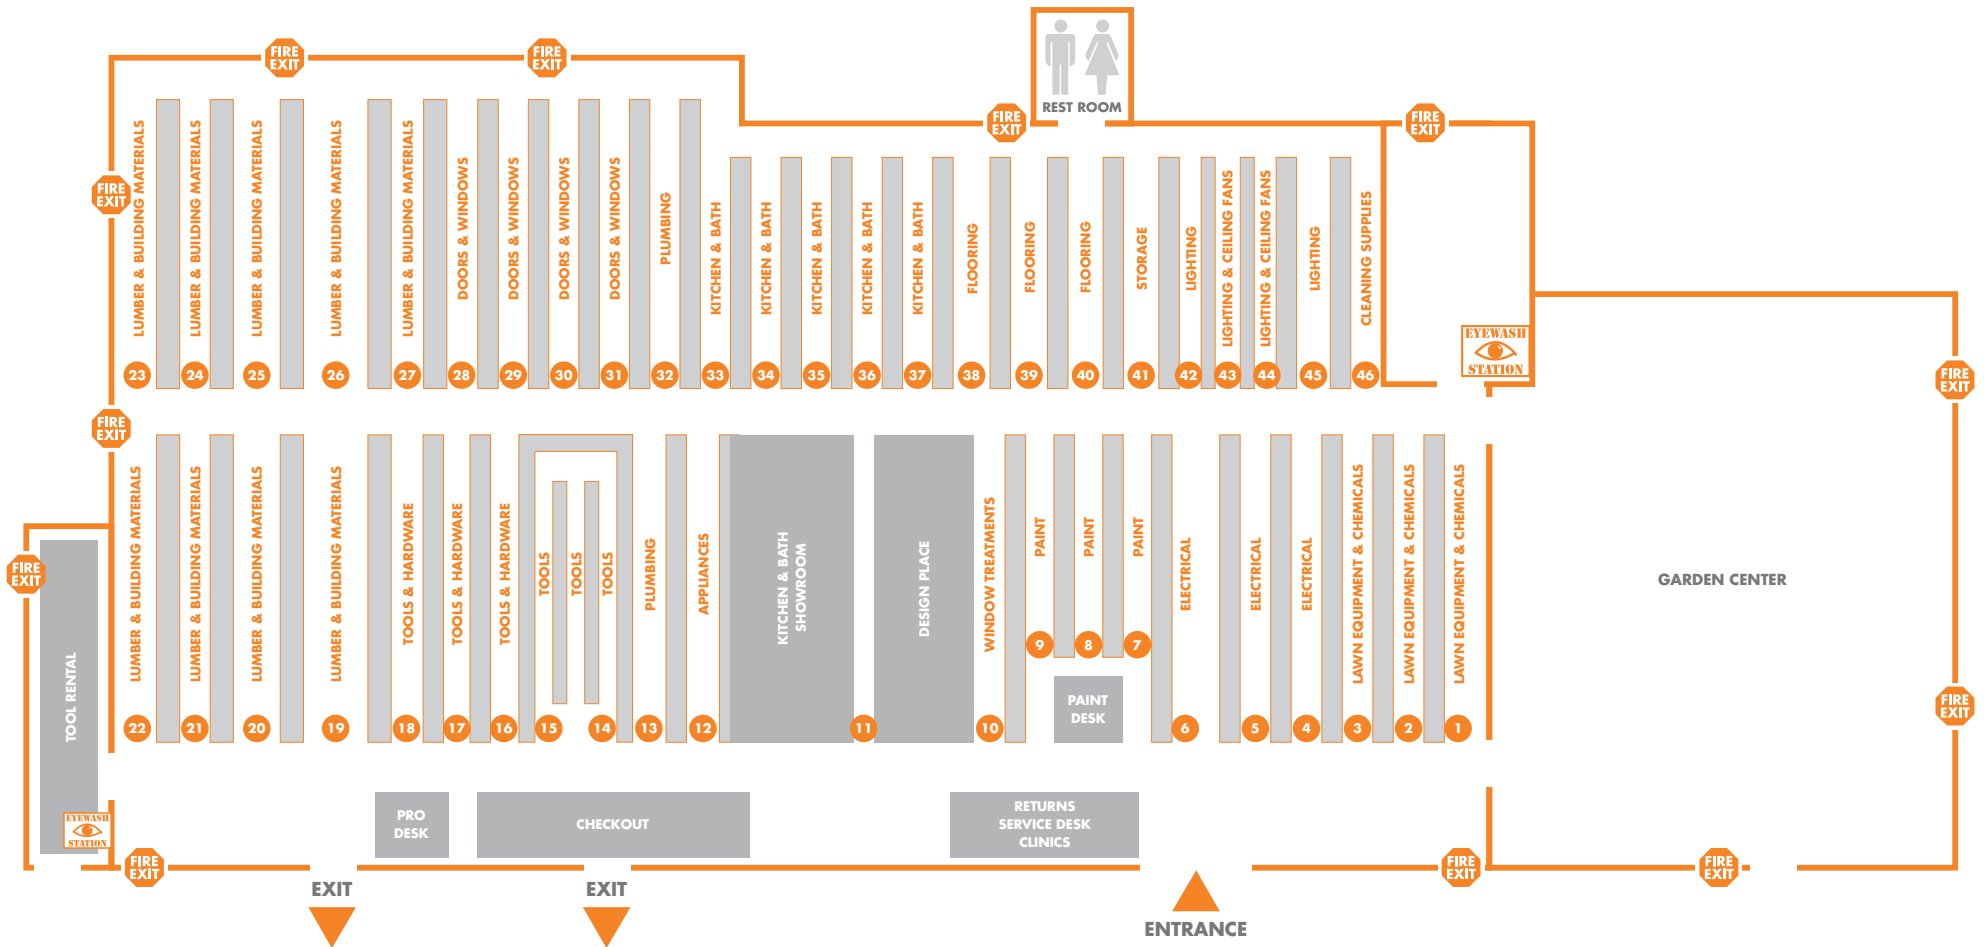 FIRE
EXIT
FIRE
EXIT
REST ROOM
FIRE
EXIT
FIRE
EXIT
FIRE
EXIT
LUMBER & BUILDING MATERIALS
LUMBER & BUILDING MATERIALS
LUMBER & BUILDING MATERIALS
LUMBER & BUILDING MATERIALS
LUMBER & BUILDING MATERIALS
DOORS & WINDOWS
DOORS & WINDOWS
DOORS & WINDOWS
DOORS & WINDOWS
PLUMBING
KITCHEN & BATH
KITCHEN & BATH
KITCHEN & BATH
KITCHEN & BATH
KITCHEN & BATH
FLOORING
FLOORING
FLOORING
STORAGE
LIGHTING
LIGHTING & CEILING FANS
LIGHTING & CEILING FANS
LIGHTING
CLEANING SUPPLIES
EYEWASH
STATION
23
24
25
26
27
28
29
30
31
32
33
34
35
36
37
38
39
40
41
42
43
44
45
46
FIRE
EXIT
FIRE
EXIT
FIRE
EXIT
TOOL RENTAL
LUMBER & BUILDING MATERIALS
LUMBER & BUILDING MATERIALS
LUMBER & BUILDING MATERIALS
LUMBER & BUILDING MATERIALS
TOOLS & HARDWARE
TOOLS & HARDWARE
TOOLS & HARDWARE
TOOLS
TOOLS
TOOLS
PLUMBING
APPLIANCES
KITCHEN & BATH
SHOWROOM
DESIGN PLACE
WINDOW TREATMENTS
PAINT
PAINT
PAINT
ELECTRICAL
ELECTRICAL
ELECTRICAL
LAWN EQUIPMENT & CHEMICALS
LAWN EQUIPMENT & CHEMICALS
LAWN EQUIPMENT & CHEMICALS
GARDEN CENTER
9
8
7
PAINT
DESK
FIRE
EXIT
22
21
20
19
18
17
16
15
14
13
12
11
10
6
5
4
3
2
1
EYEWASH
STATION
PRO
DESK
CHECKOUT
RETURNS
SERVICE DESK
CLINICS
FIRE
EXIT
FIRE
EXIT
FIRE
EXIT
EXIT
EXIT
ENTRANCE